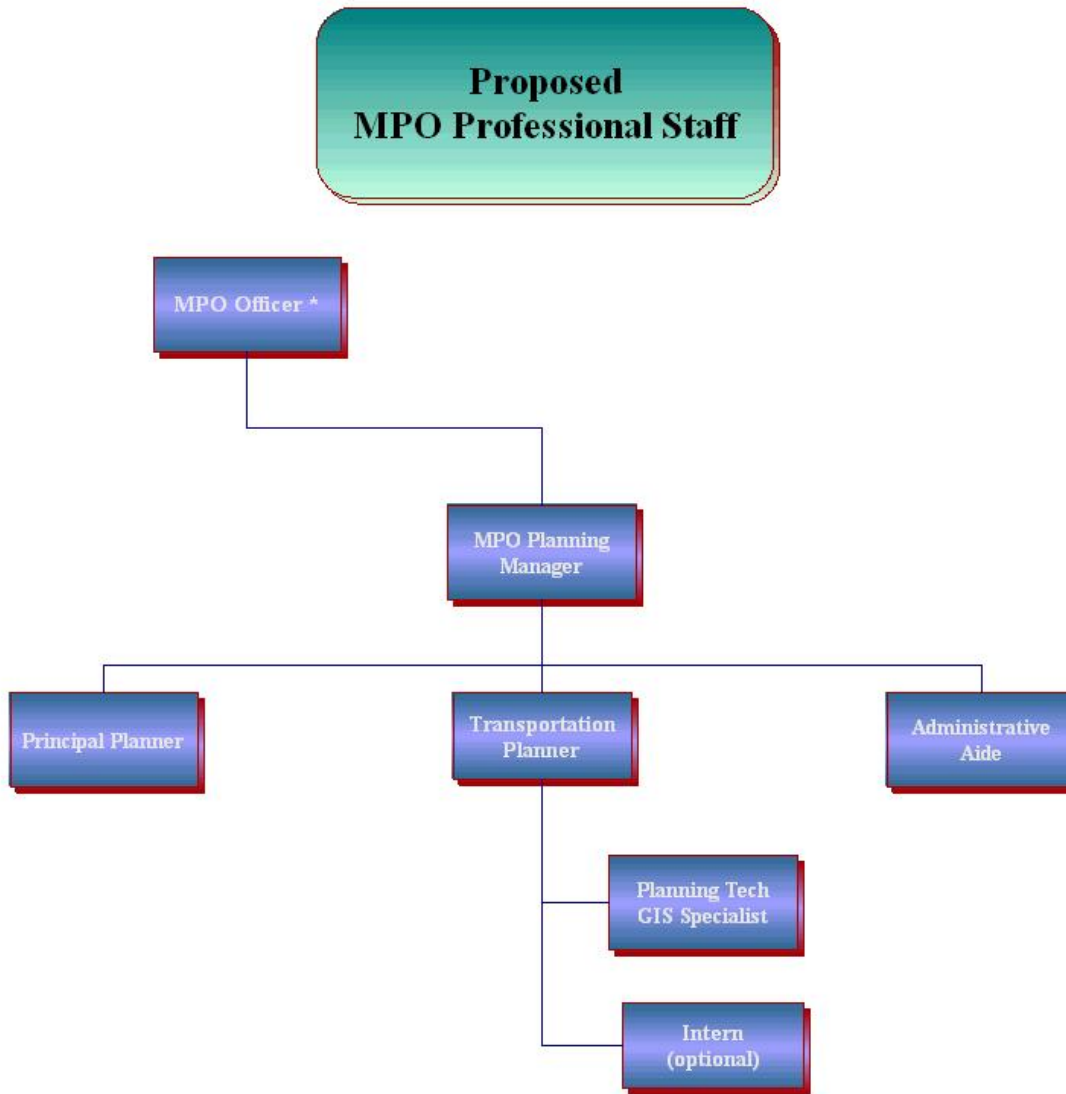 Proposed
MPO Professional Staff
MPO Officer *
MPO Planning
Manager
Principal Planner
Transportation
Planner
Administrative
Aide
Planning Tech
GIS Specialist
Intern
(optional)